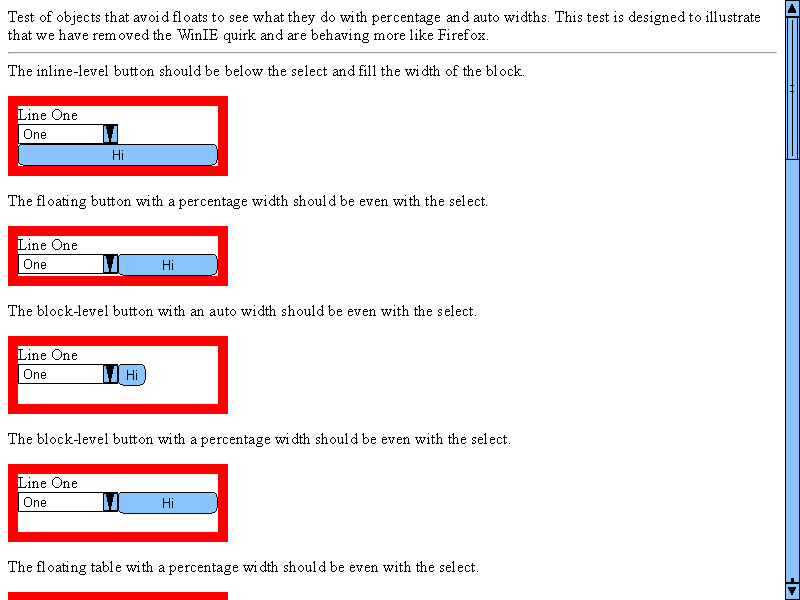 Test of objects that avoid floats to see what they do with percentage and auto widths. This test is designed to illustrate
that we have removed the WinIE quirk and are behaving more like Firefox.
The inline-level button should be below the select and fill the width of the block.
Line One
One
Hi
The floating button with a percentage width should be even with the select.
Line One
One Hi
The block-level button with an auto width should be even with the select.
Line One
One Hi
The block-level button with a percentage width should be even with the select.
Line One
One Hi
The floating table with a percentage width should be even with the select.